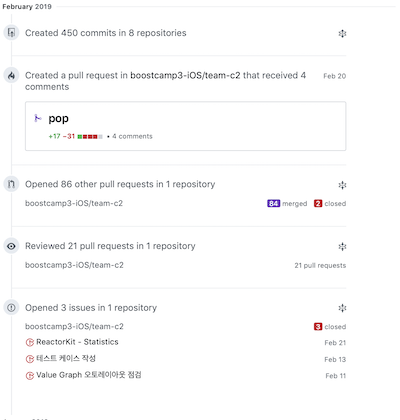 February 2019
Created 450 commits in 8 repositories
Created a pull request in boostcamp3-iOS/team-c2 that received 4 Feb 20
comments
pop
+17 −31 • 4 comments
Opened 86 other pull requests in 1 repository
boostcamp3-iOS/team-c2 84 merged 2 closed
Reviewed 21 pull requests in 1 repository
boostcamp3-iOS/team-c2 21 pull requests
Opened 3 issues in 1 repository
boostcamp3-iOS/team-c2 3 closed
ReactorKit - Statistics Feb 21
테스트 케이스 작성 Feb 13
Value Graph 오토레이아웃 점검 Feb 11